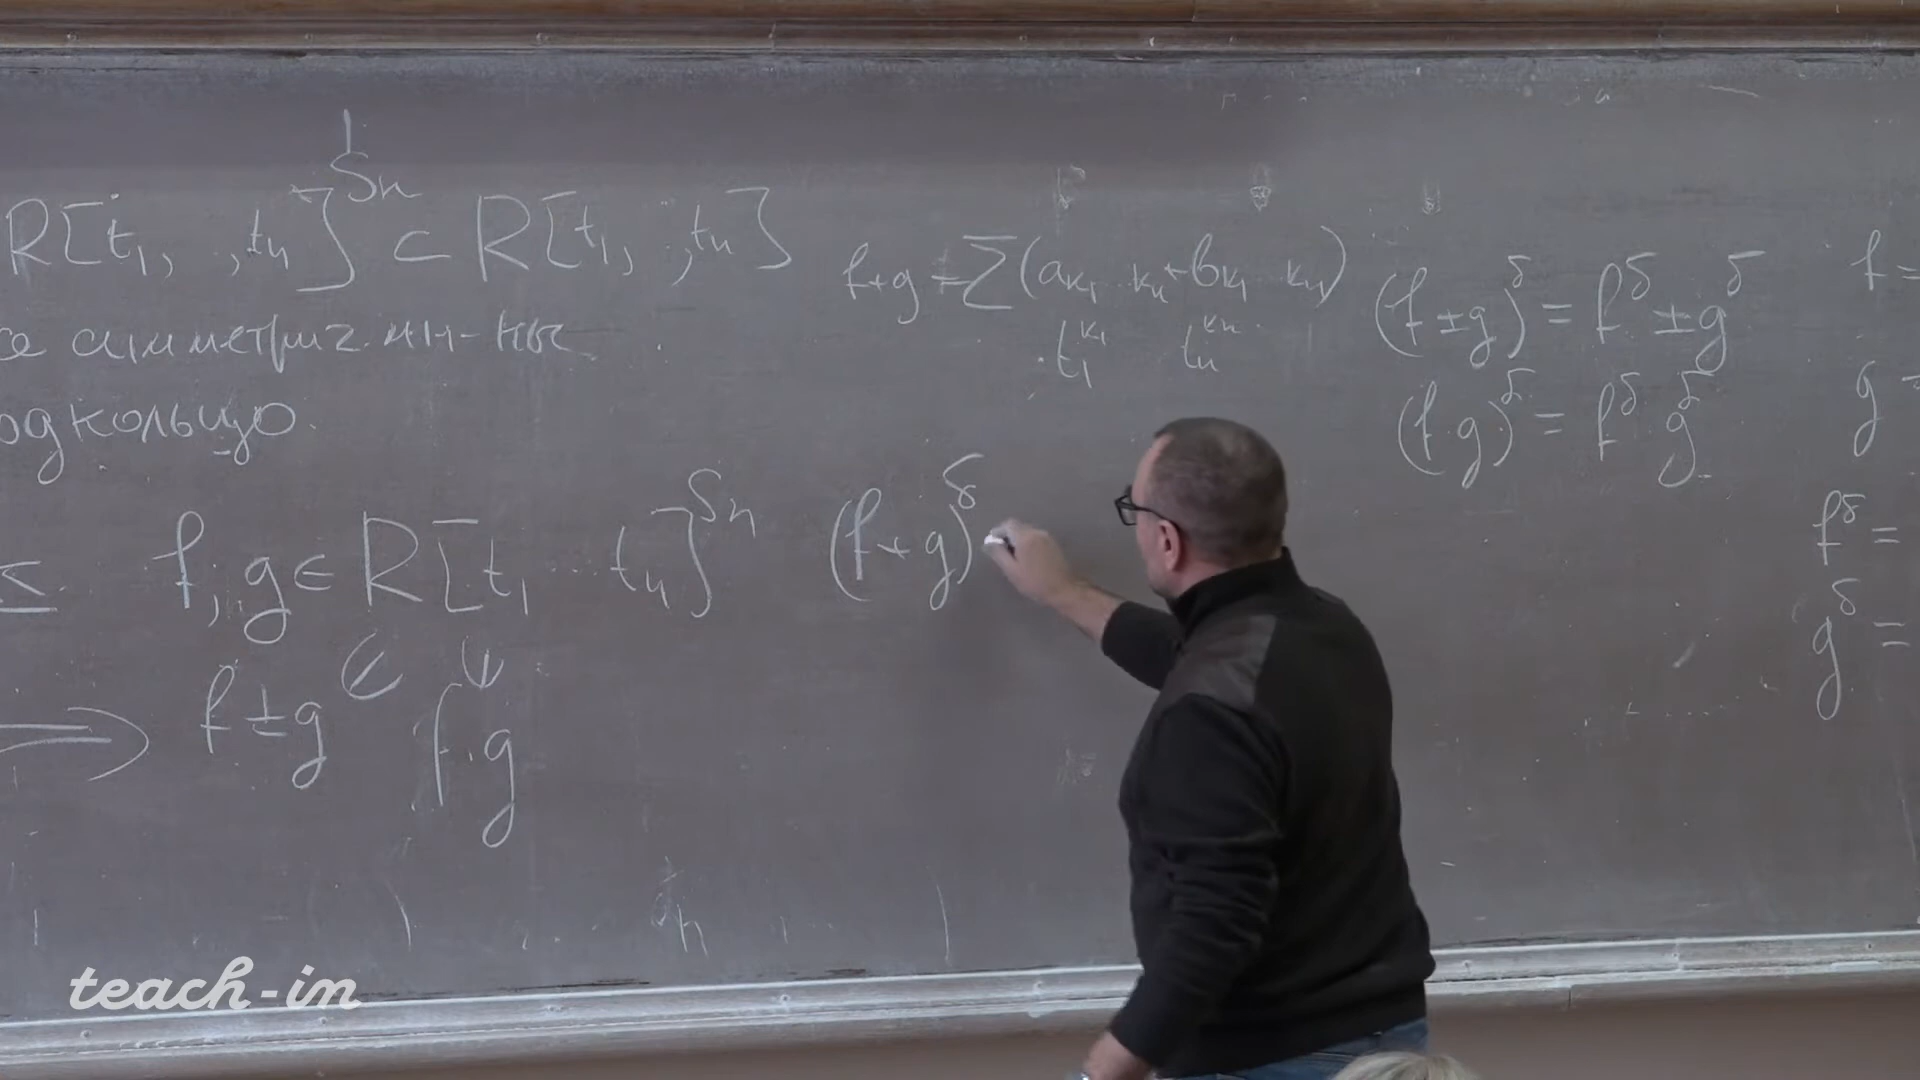 R[t₁, ,tₙ]^Sₙ ⊂ R[t₁, ,tₙ]
симметрич. мн-ны
f, g ∈ R[t₁ ... tₙ]^Sₙ
⟹ f ± g ∈ f·g
(f+g)^δ
f+g = ∑(a_{k₁...kₙ} + b_{k₁...kₙ})
t₁^{k₁} tₙ^{kₙ}
(f ± g)^δ = f^δ ± g^δ
(f·g)^δ = f^δ · g^δ
f =
g =
f^δ =
g^δ =
teach-in